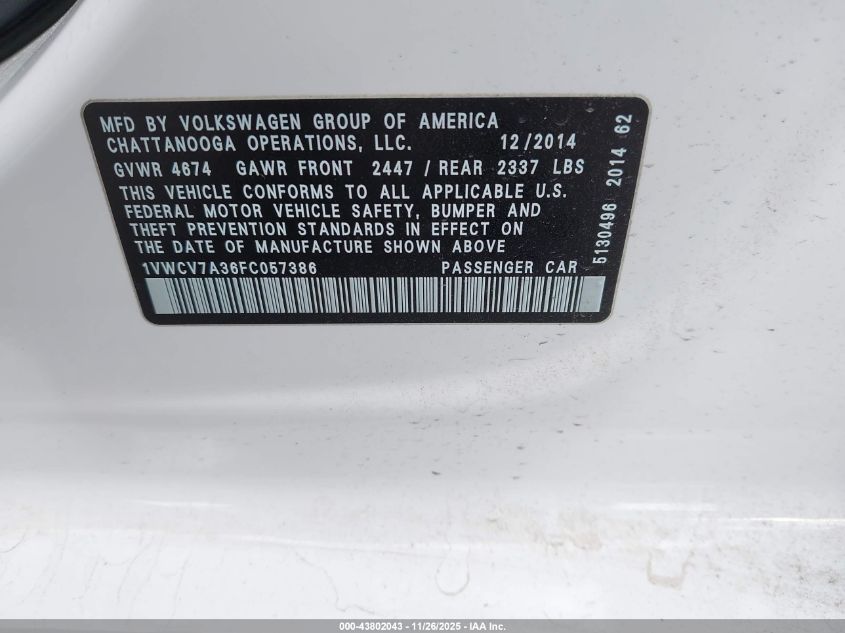 MFD BY VOLKSWAGEN GROUP OF AMERICA
CHATTANOOGA OPERATIONS, LLC. 12/2014
GVWR 4674 GAWR FRONT 2447 / REAR 2337 LBS
THIS VEHICLE CONFORMS TO ALL APPLICABLE U.S.
FEDERAL MOTOR VEHICLE SAFETY, BUMPER AND
THEFT PREVENTION STANDARDS IN EFFECT ON
THE DATE OF MANUFACTURE SHOWN ABOVE
1VWCV7A36FC057386 PASSENGER CAR
5130496 2014 62
000-43802043 - 11/26/2025 - IAA Inc.